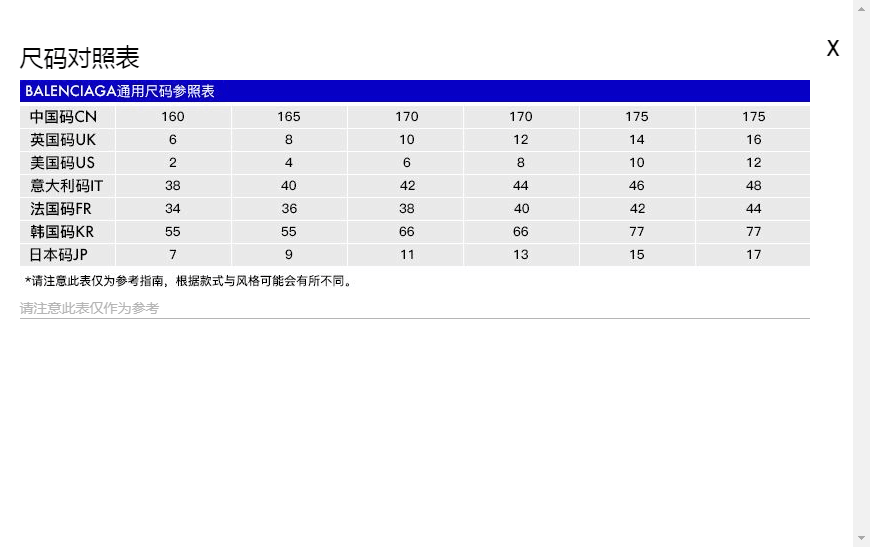 尺码对照表
X
BALENCIAGA通用尺码参照表
中国码CN 160 165 170 170 175 175
英国码UK 6 8 10 12 14 16
美国码US 2 4 6 8 10 12
意大利码IT 38 40 42 44 46 48
法国码FR 34 36 38 40 42 44
韩国码KR 55 55 66 66 77 77
日本码JP 7 9 11 13 15 17
*请注意此表仅为参考指南，根据款式与风格可能会有所不同。
请注意此表仅作为参考